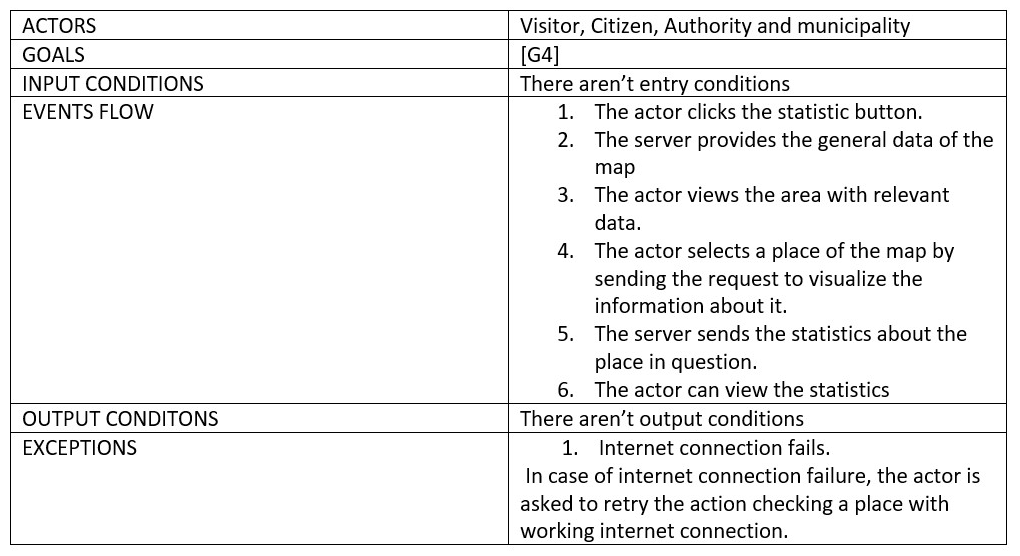 ACTORS
Visitor, Citizen, Authority and municipality
GOALS
[G4]
INPUT CONDITIONS
There aren’t entry conditions
EVENTS FLOW
1. The actor clicks the statistic button.
2. The server provides the general data of the
map
3. The actor views the area with relevant
data.
4. The actor selects a place of the map by
sending the request to visualize the
information about it.
5. The server sends the statistics about the
place in question.
6. The actor can view the statistics
OUTPUT CONDITONS
There aren’t output conditions
EXCEPTIONS
1. Internet connection fails.
In case of internet connection failure, the actor is
asked to retry the action checking a place with
working internet connection.